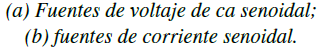 (a) Fuentes de voltaje de ca senoidal;
(b) fuentes de corriente senoidal.